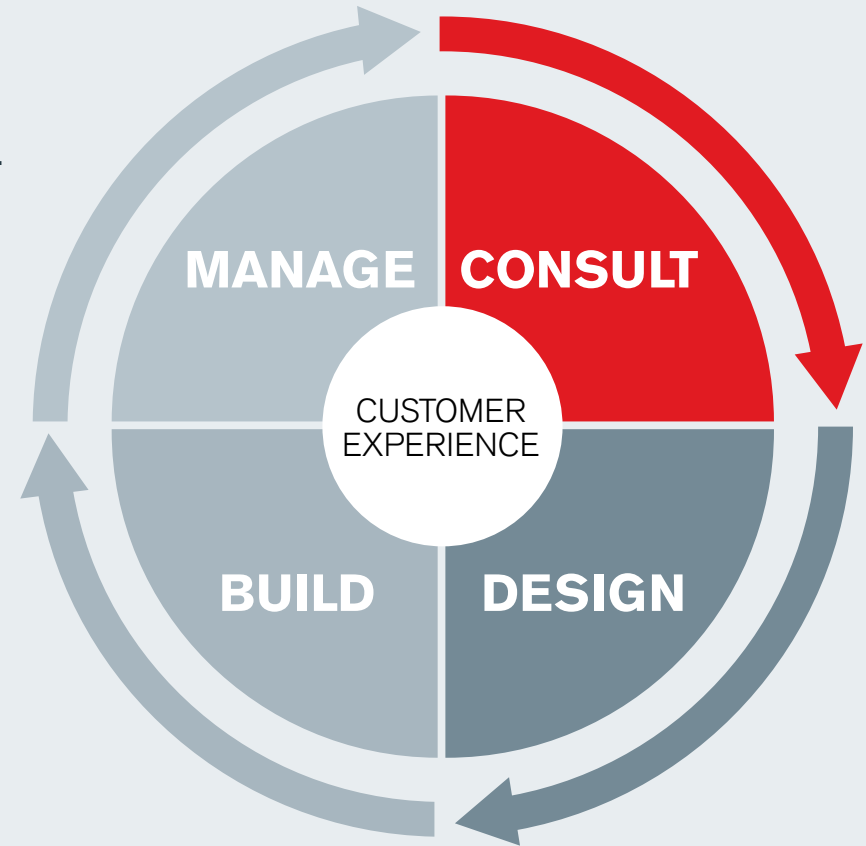 MANAGE
CONSULT
CUSTOMER
EXPERIENCE
BUILD
DESIGN